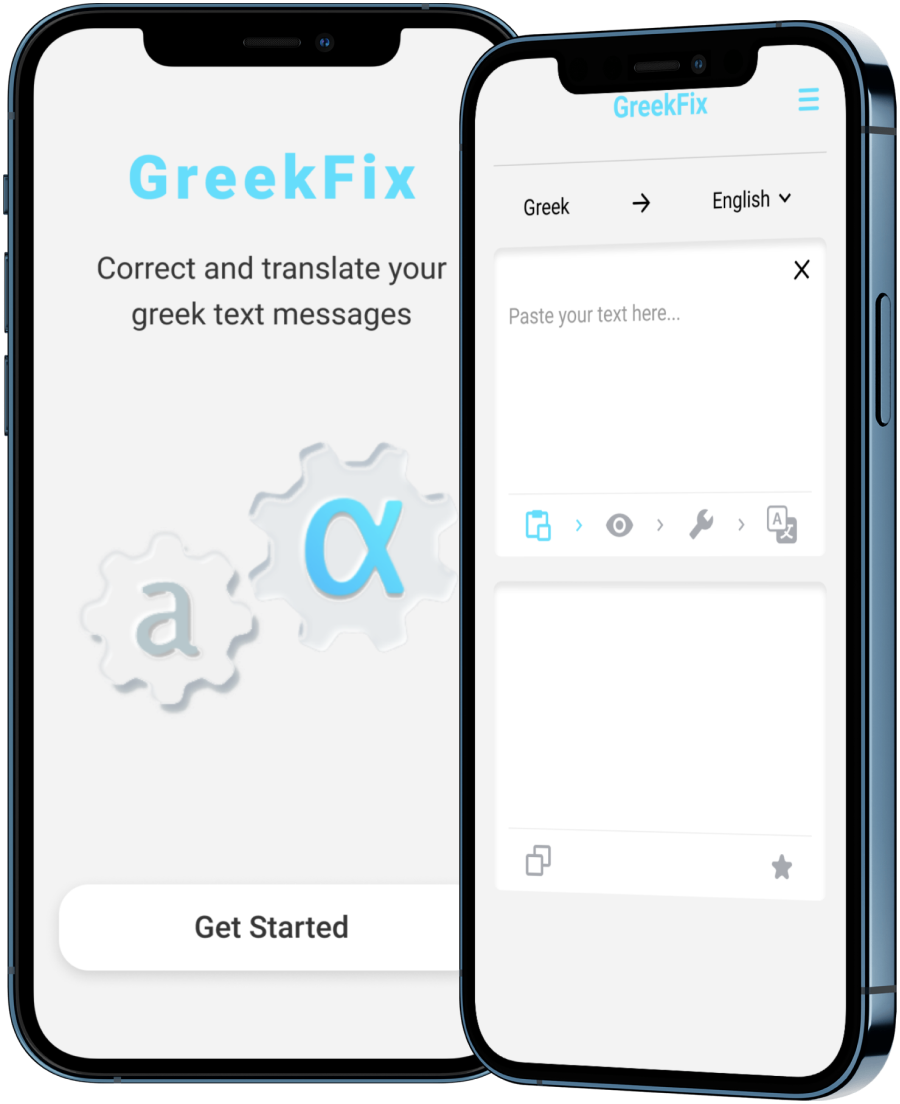 GreekFix
Correct and translate your
greek text messages
a
α
Get Started
GreekFix
Greek → English
Paste your text here...
A 文